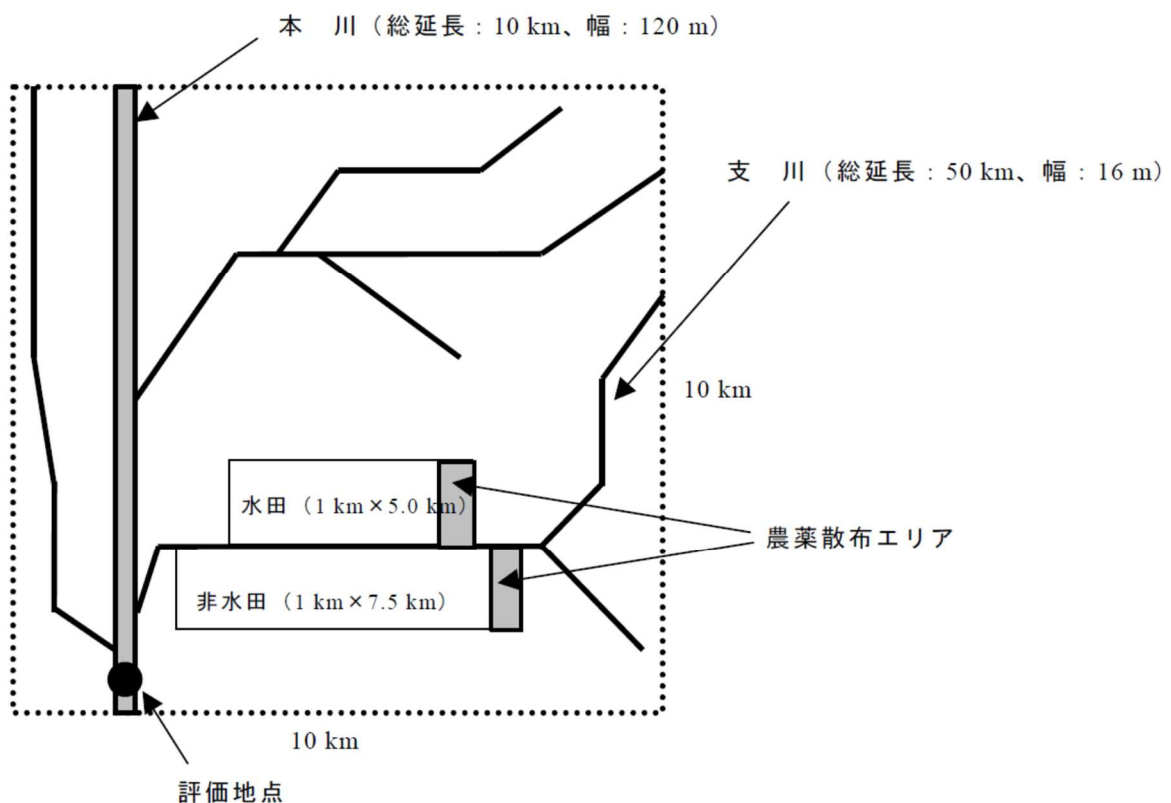 本 川（総延長：10 km、幅：120 m）
支 川（総延長：50 km、幅：16 m）
10 km
水田（1 km×5.0 km）
農薬散布エリア
非水田（1 km×7.5 km）
10 km
評価地点